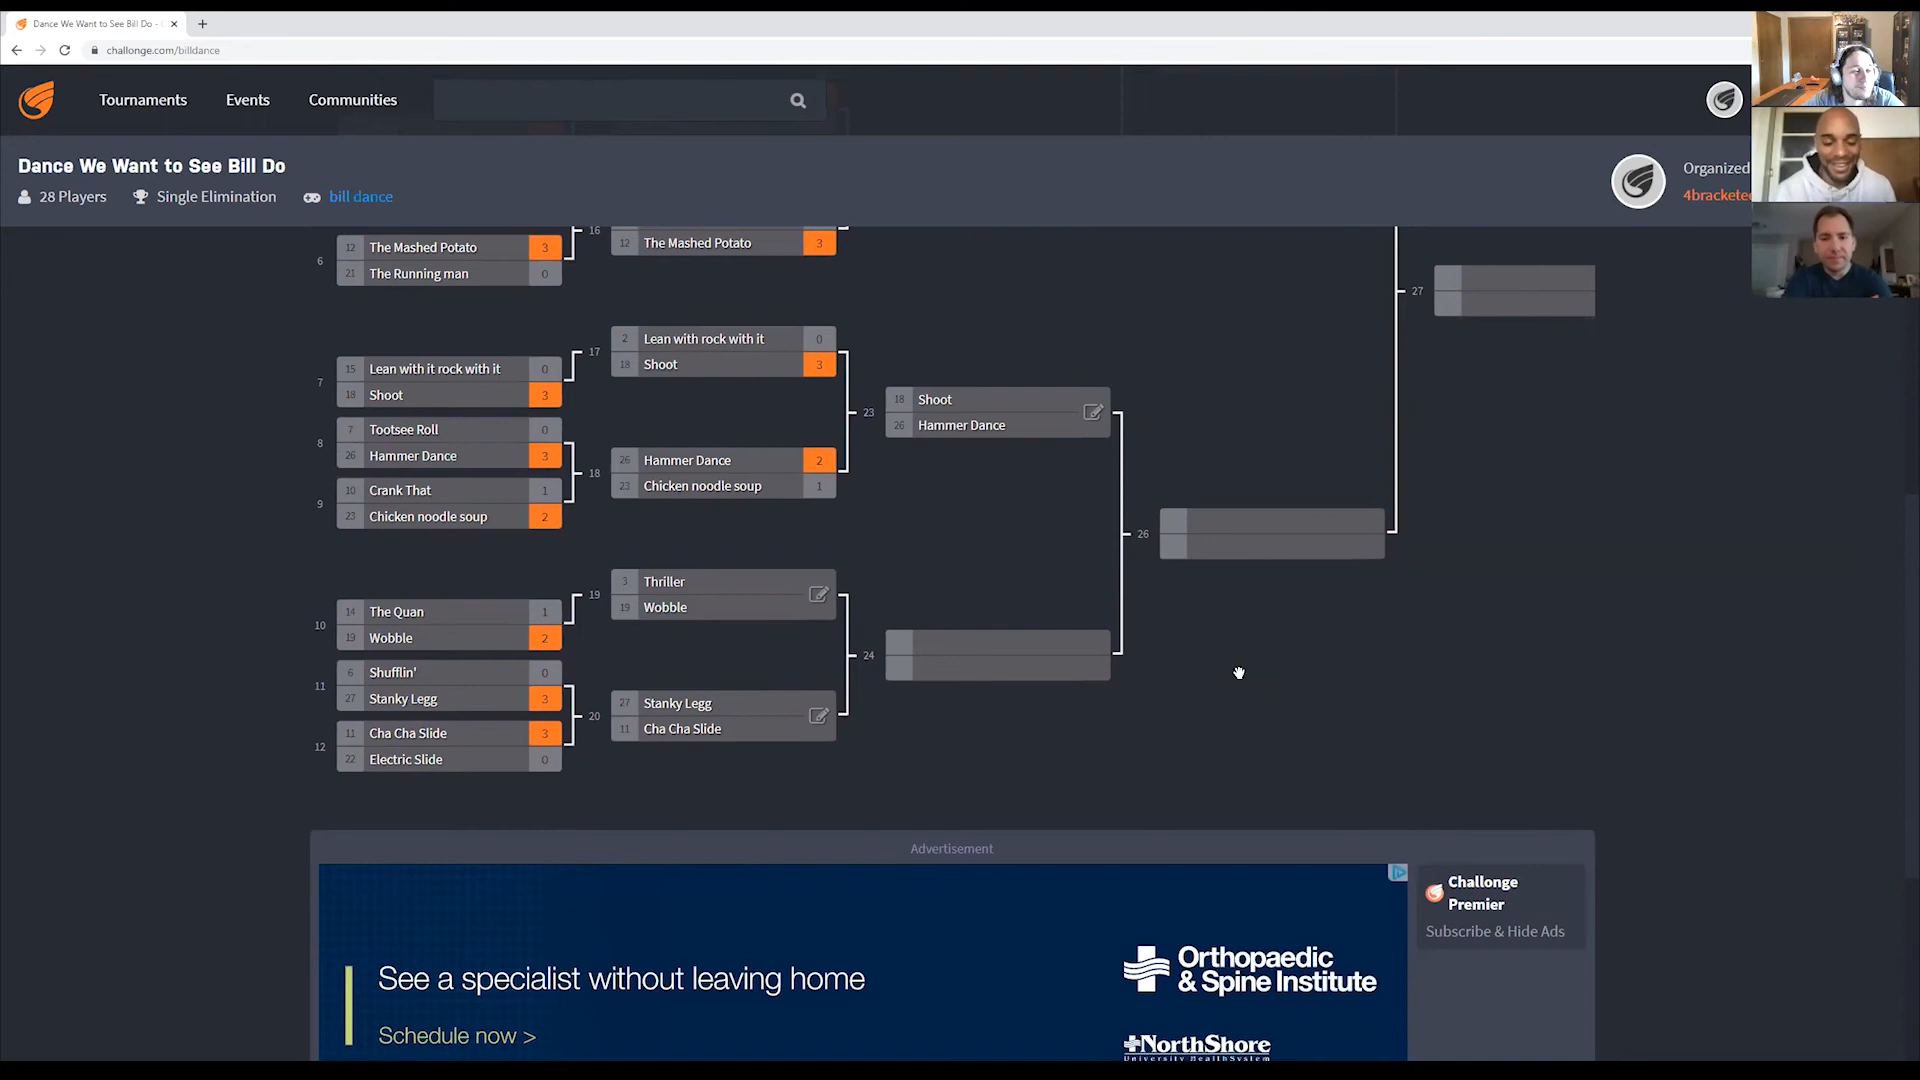 Dance We Want to See Bill Do -
challonge.com/billdance
Tournaments Events Communities
Dance We Want to See Bill Do
28 Players Single Elimination bill dance
Organized
4brackete
6
12 The Mashed Potato 3
21 The Running man 0
16
12 The Mashed Potato 3
27
7
15 Lean with it rock with it 0
18 Shoot 3
8
7 Tootsee Roll 0
26 Hammer Dance 3
9
10 Crank That 1
23 Chicken noodle soup 2
17
2 Lean with rock with it 0
18 Shoot 3
18
26 Hammer Dance 2
23 Chicken noodle soup 1
23
18 Shoot
26 Hammer Dance
26
10
14 The Quan 1
19 Wobble 2
11
6 Shufflin' 0
27 Stanky Legg 3
12
11 Cha Cha Slide 3
22 Electric Slide 0
19
3 Thriller
19 Wobble
20
27 Stanky Legg
11 Cha Cha Slide
24
Advertisement
See a specialist without leaving home
Schedule now >
Orthopaedic
& Spine Institute
NorthShore
University HealthSystem
Challonge
Premier
Subscribe & Hide Ads